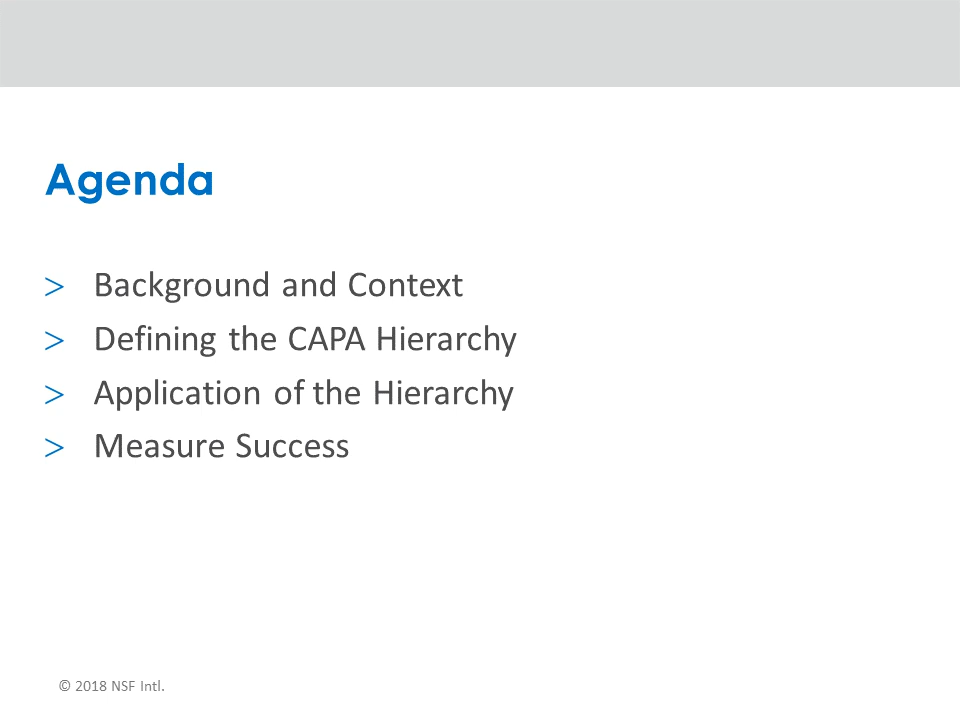 Agenda
> Background and Context
> Defining the CAPA Hierarchy
> Application of the Hierarchy
> Measure Success
© 2018 NSF Intl.